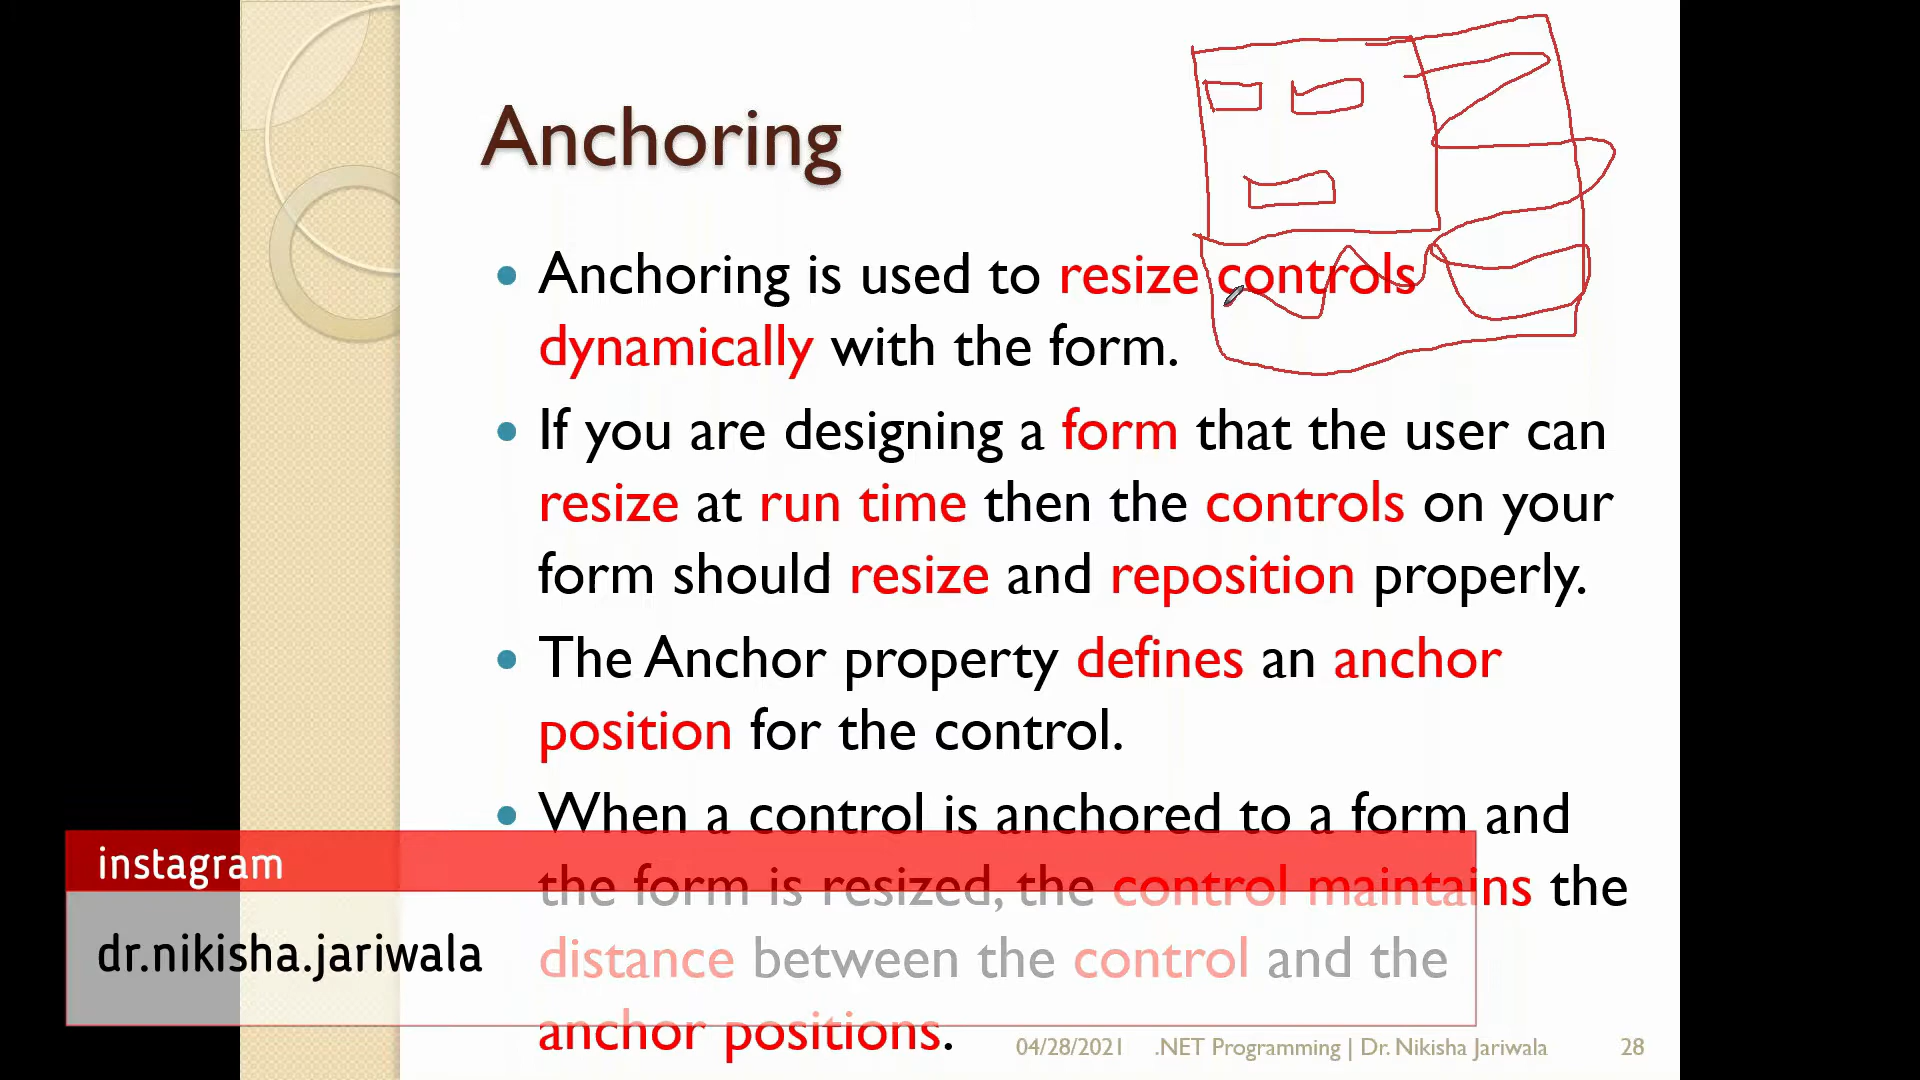 Anchoring
Anchoring is used to resize controls
dynamically with the form.
If you are designing a form that the user can
resize at run time then the controls on your
form should resize and reposition properly.
The Anchor property defines an anchor
position for the control.
When a control is anchored to a form and
the form is resized, the control maintains the
distance between the control and the
anchor positions.
instagram
dr.nikisha.jariwala
04/28/2021 .NET Programming | Dr. Nikisha Jariwala 28